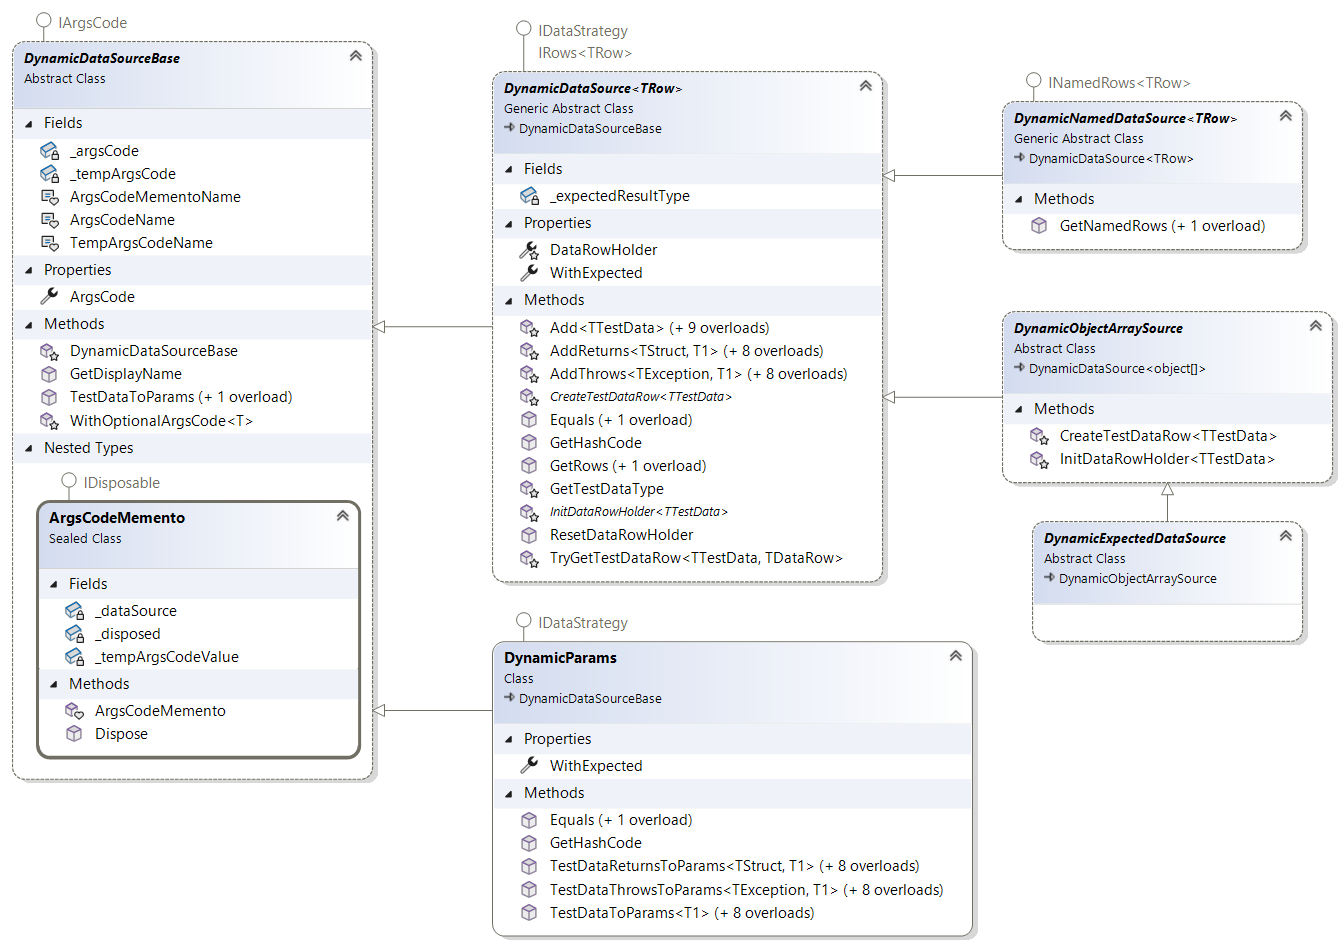 IArgsCode
DynamicDataSourceBase
Abstract Class
Fields
_argsCode
_tempArgsCode
ArgsCodeMementoName
ArgsCodeName
TempArgsCodeName
Properties
ArgsCode
Methods
DynamicDataSourceBase
GetDisplayName
TestDataToParams (+ 1 overload)
WithOptionalArgsCode<T>
Nested Types
IDisposable
ArgsCodeMemento
Sealed Class
Fields
_dataSource
_disposed
_tempArgsCodeValue
Methods
ArgsCodeMemento
Dispose
IDataStrategy
IRows<TRow>
DynamicDataSource<TRow>
Generic Abstract Class
DynamicDataSourceBase
Fields
_expectedResultType
Properties
DataRowHolder
WithExpected
Methods
Add<TTestData> (+ 9 overloads)
AddReturns<TStruct, T1> (+ 8 overloads)
AddThrows<TException, T1> (+ 8 overloads)
CreateTestDataRow<TTestData>
Equals (+ 1 overload)
GetHashCode
GetRows (+ 1 overload)
GetTestDataType
InitDataRowHolder<TTestData>
ResetDataRowHolder
TryGetTestDataRow<TTestData, TDataRow>
IDataStrategy
DynamicParams
Class
DynamicDataSourceBase
Properties
WithExpected
Methods
Equals (+ 1 overload)
GetHashCode
TestDataReturnsToParams<TStruct, T1> (+ 8 overloads)
TestDataThrowsToParams<TException, T1> (+ 8 overloads)
TestDataToParams<T1> (+ 8 overloads)
INamedRows<TRow>
DynamicNamedDataSource<TRow>
Generic Abstract Class
DynamicDataSource<TRow>
Methods
GetNamedRows (+ 1 overload)
DynamicObjectArraySource
Abstract Class
DynamicDataSource<object[]>
Methods
CreateTestDataRow<TTestData>
InitDataRowHolder<TTestData>
DynamicExpectedDataSource
Abstract Class
DynamicObjectArraySource